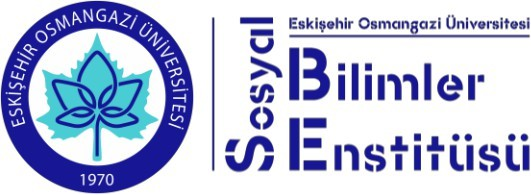 ESKİŞEHİR OSMANGAZİ ÜNİVERSİTESİ
1970
Sosyal
Eskişehir Osmangazi Üniversitesi
Bilimler
Enstitüsü